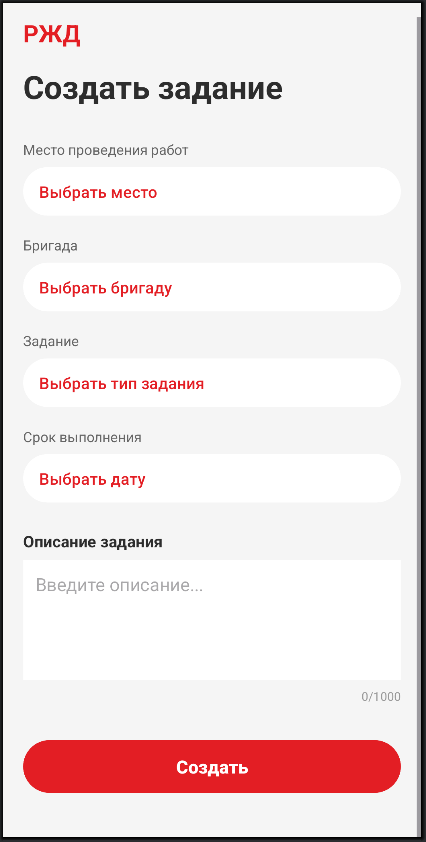 РЖД
Создать задание
Место проведения работ
Выбрать место
Бригада
Выбрать бригаду
Задание
Выбрать тип задания
Срок выполнения
Выбрать дату
Описание задания
Введите описание...
0/1000
Создать